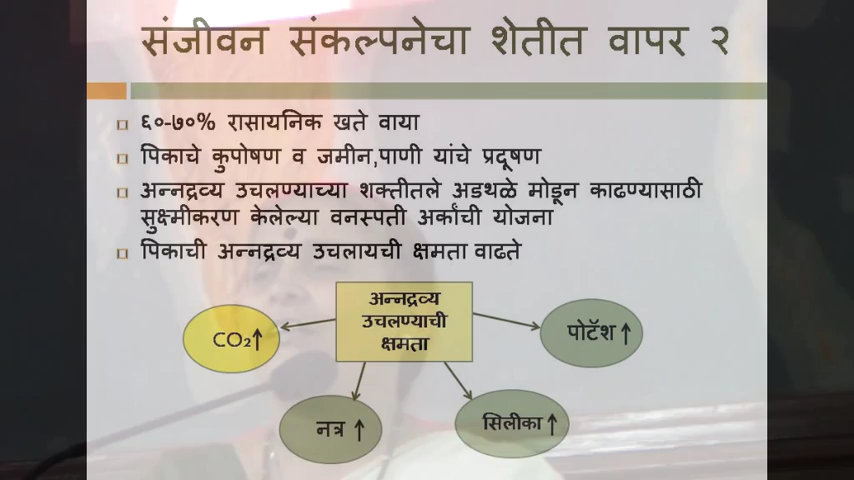 संजीवन संकल्पनेचा शेतीत वापर २
६०-७०% रासायनिक खते वाया
पिकाचे कुपोषण व जमीन,पाणी यांचे प्रदूषण
अन्नद्रव्य उचलण्याच्या शक्तीतले अडथळे मोडून काढण्यासाठी
सुक्ष्मीकरण केलेल्या वनस्पती अर्कांची योजना
पिकाची अन्नद्रव्य उचलायची क्षमता वाढते
अन्नद्रव्य
उचलण्याची
क्षमता
CO₂↑
पोटॅश↑
नत्र ↑
सिलीका↑